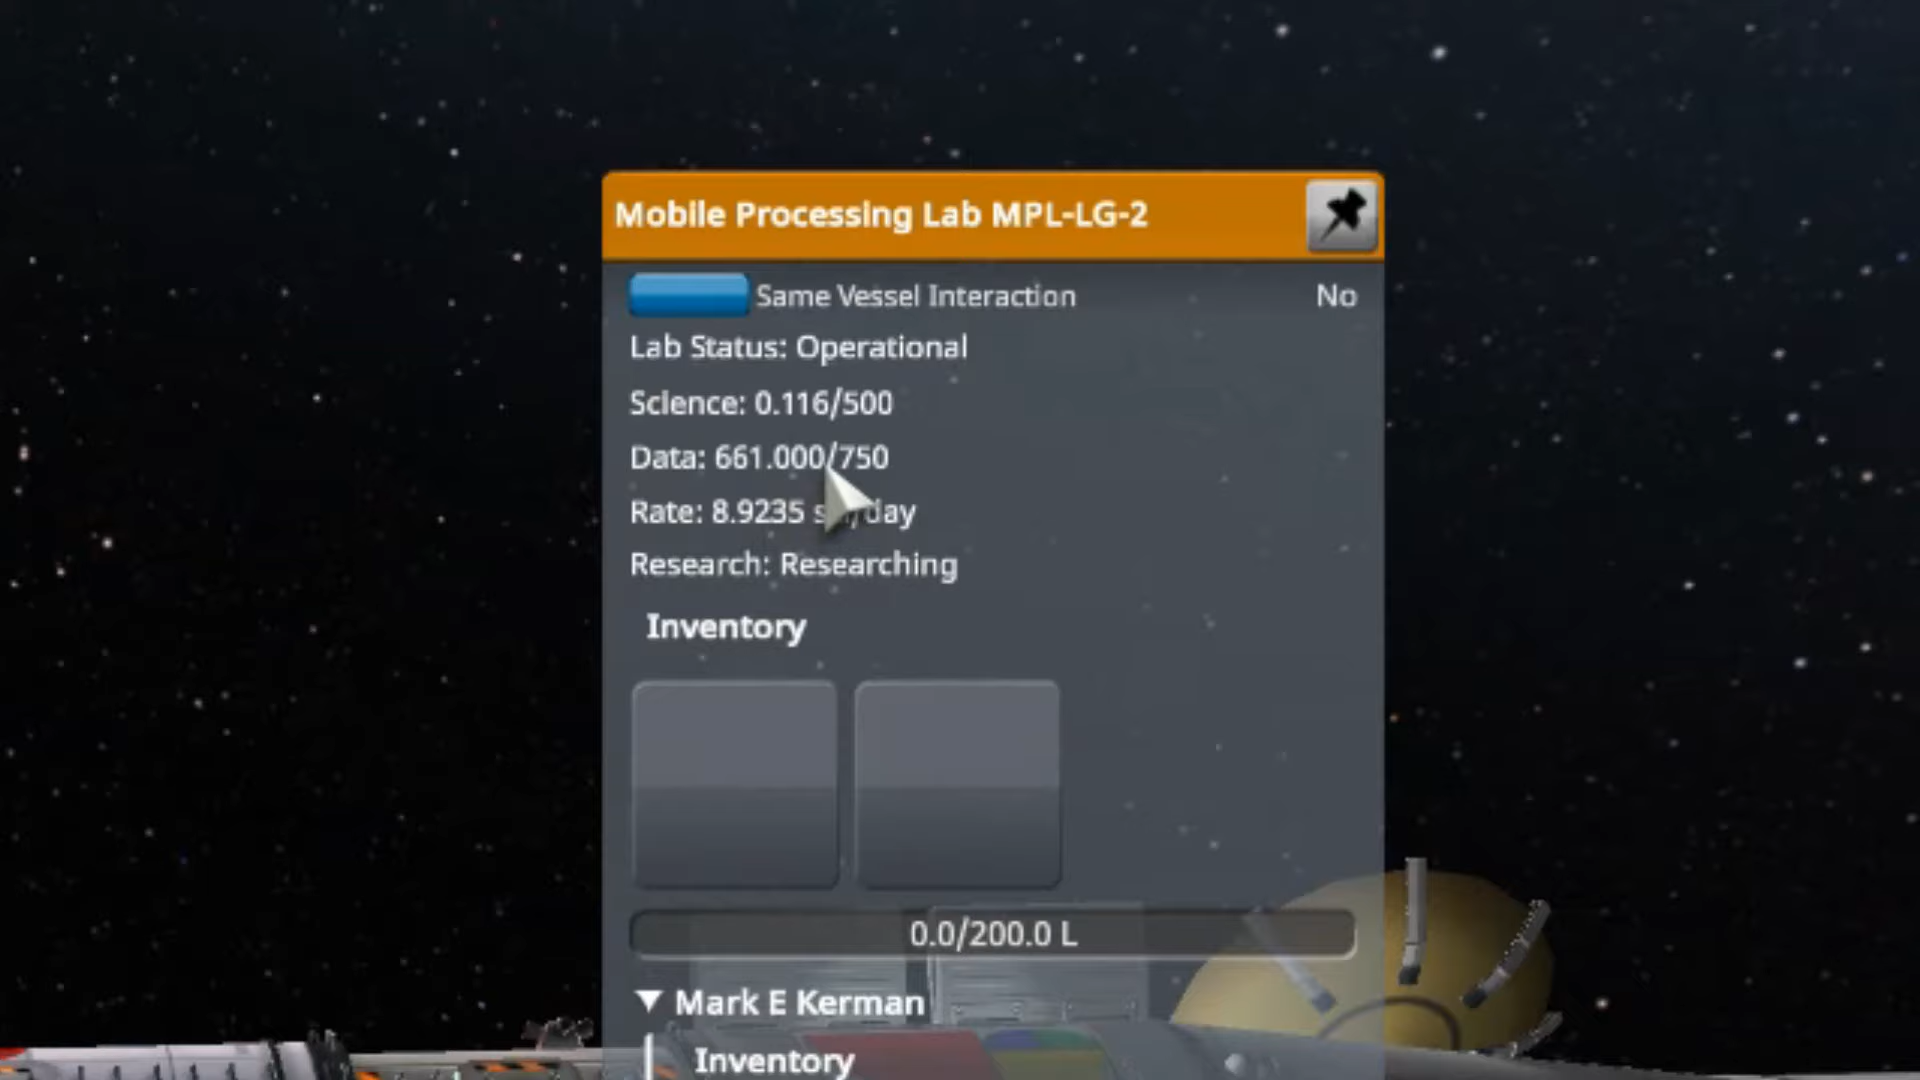 Mobile Processing Lab MPL-LG-2
Same Vessel Interaction No
Lab Status: Operational
Science: 0.116/500
Data: 661.000/750
Rate: 8.9235 /day
Research: Researching
Inventory
0.0/200.0 L
Mark E Kerman
Inventory